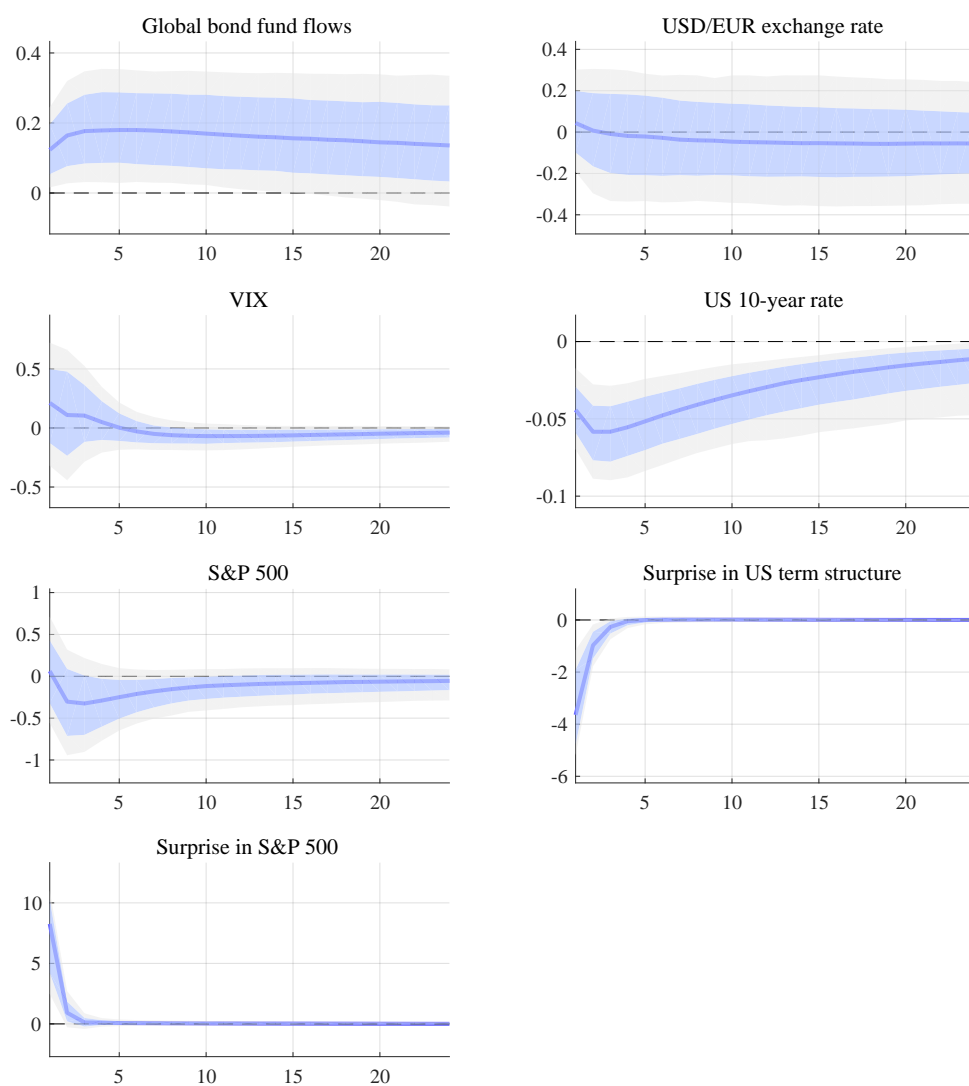 Global bond fund flows
0.4
0.2
0
5 10 15 20
USD/EUR exchange rate
0.4
0.2
0
-0.2
-0.4
5 10 15 20
VIX
0.5
0
-0.5
5 10 15 20
US 10-year rate
0
-0.05
-0.1
5 10 15 20
S&P 500
1
0.5
0
-0.5
-1
5 10 15 20
Surprise in US term structure
0
-2
-4
-6
5 10 15 20
Surprise in S&P 500
10
5
0
5 10 15 20